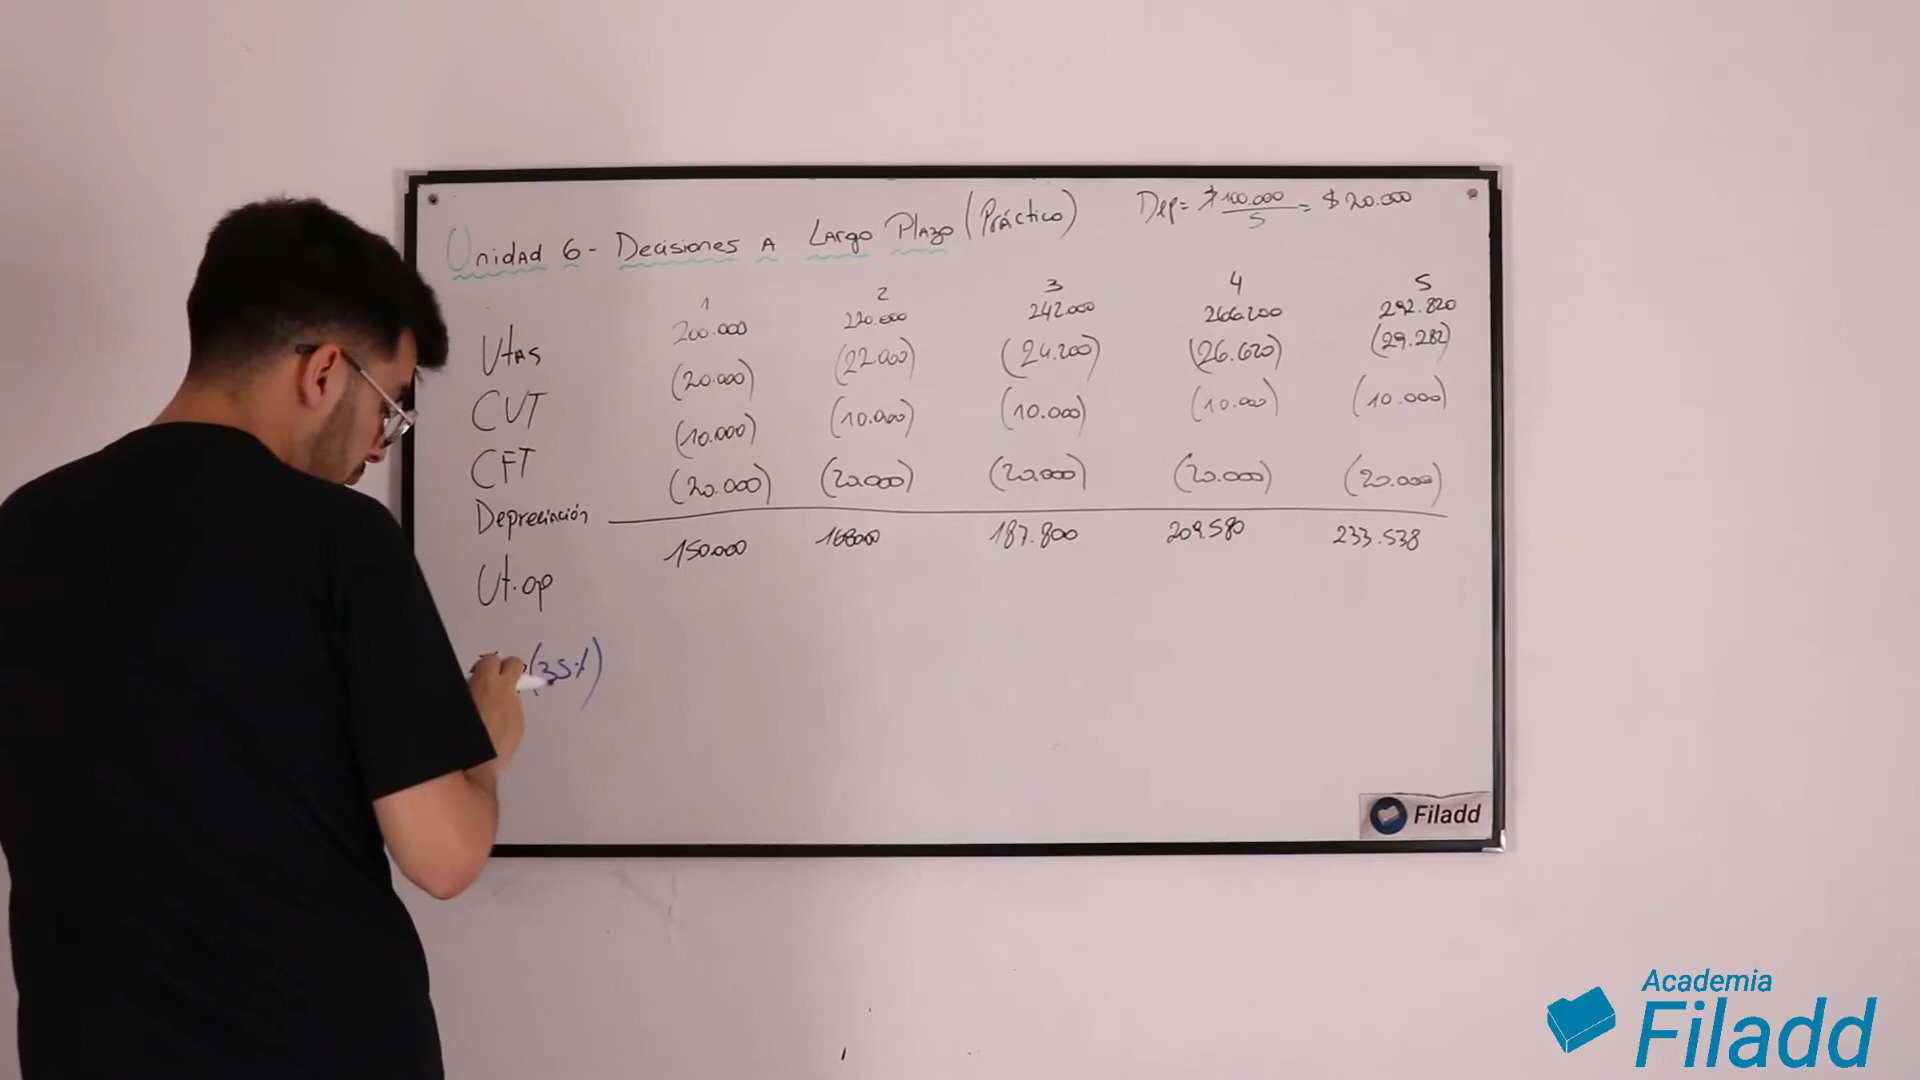 Unidad 6 - Decisiones A Largo Plazo (Práctico)
Dep = $100.000 / 5 = $20.000
1 2 3 4 5
Vtas 200.000 220.000 242.000 266.200 292.820
CVT (20.000) (22.000) (24.200) (26.620) (29.282)
CFT (10.000) (10.000) (10.000) (10.000) (10.000)
Depreciación (20.000) (20.000) (20.000) (20.000) (20.000)
Ut.op 150.000 168000 187.800 209.580 233.538
(35%)
Filadd
Academia
Filadd